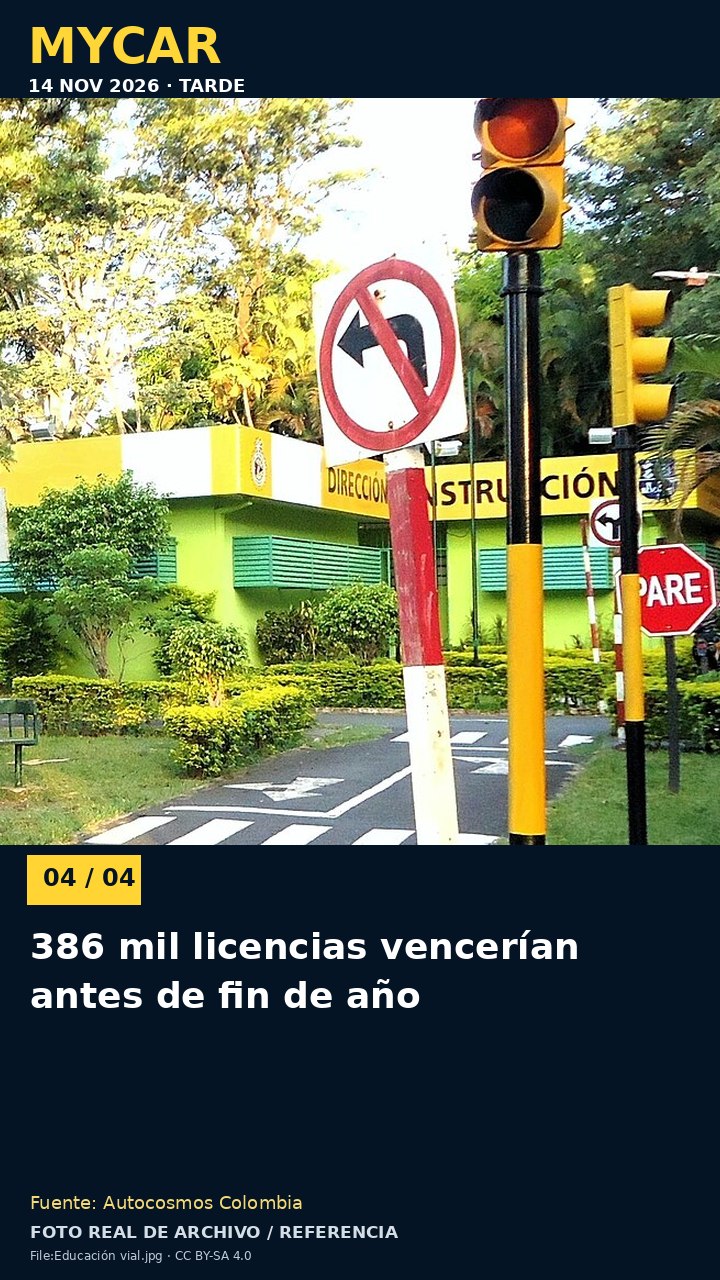 MYCAR
14 NOV 2026 · TARDE
DIRECCIÓN INSTRUCCIÓN
PARE
04 / 04
386 mil licencias vencerían
antes de fin de año
Fuente: Autocosmos Colombia
FOTO REAL DE ARCHIVO / REFERENCIA
File:Educación vial.jpg · CC BY-SA 4.0